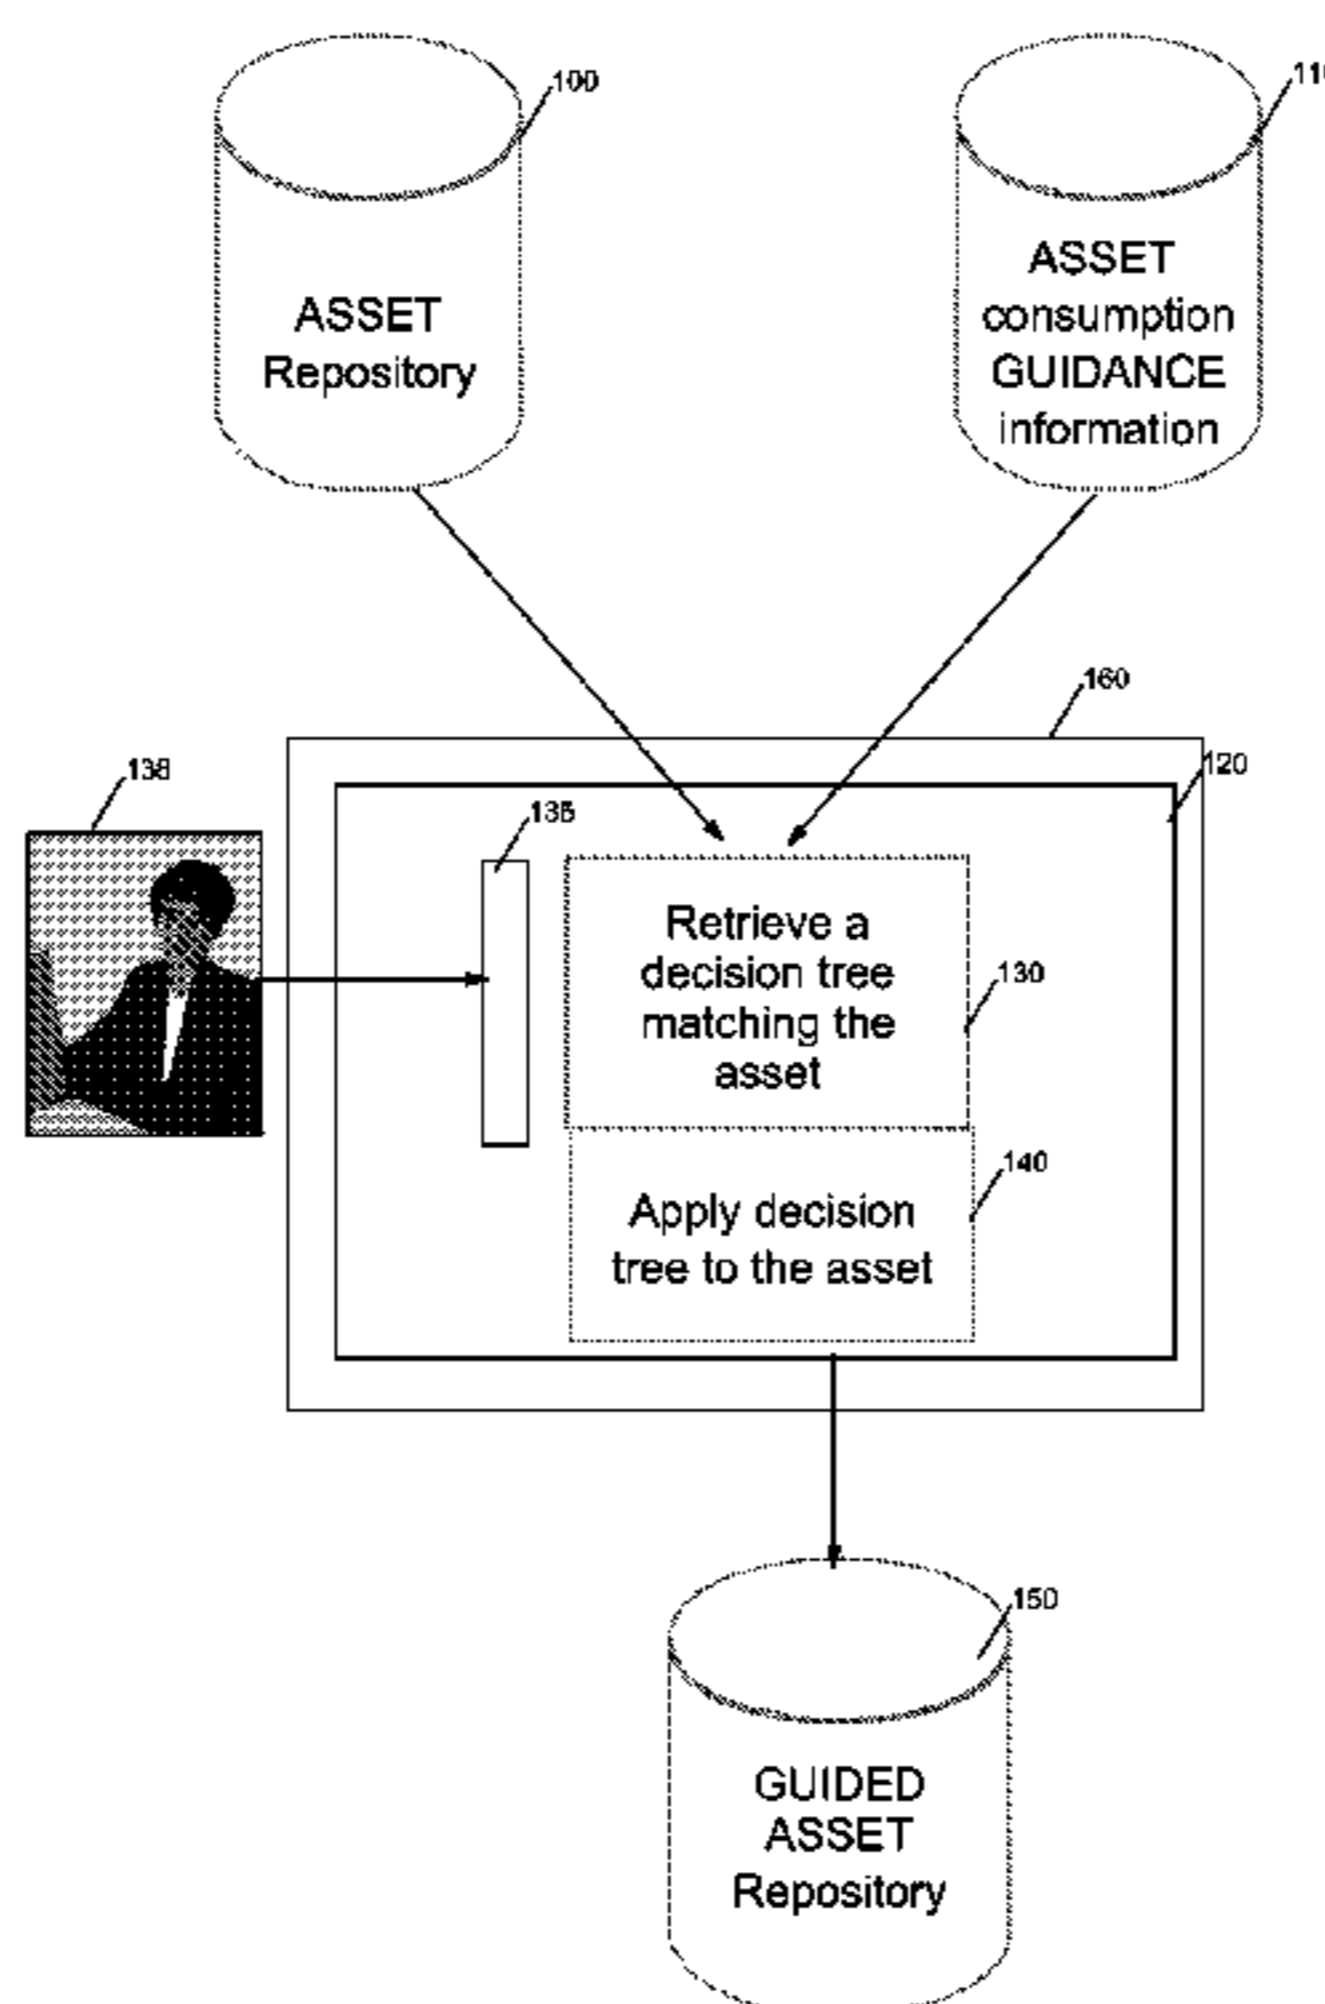 100
ASSET
Repository
ASSET
consumption
GUIDANCE
information
160
120
138
135
Retrieve a
decision tree
matching the
asset
130
Apply decision
tree to the asset
140
150
GUIDED
ASSET
Repository